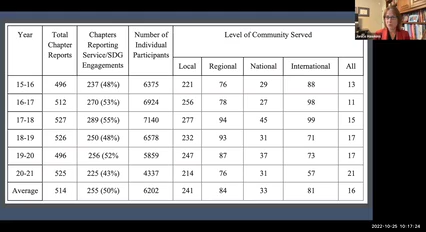 Year Total Chapter Reports Chapters Reporting Service/SDG Engagements Number of Individual Participants Level of Community Served
Local Regional National International All
15-16 496 237 (48%) 6375 221 76 29 88 13
16-17 512 270 (53%) 6924 256 78 27 98 11
17-18 527 289 (55%) 7140 277 94 45 99 15
18-19 526 250 (48%) 6578 232 93 31 71 17
19-20 496 256 (52% 5859 247 87 37 73 17
20-21 525 225 (43%) 4337 214 76 31 57 21
Average 514 255 (50%) 6202 241 84 33 81 16
2022-10-25 10:17:24